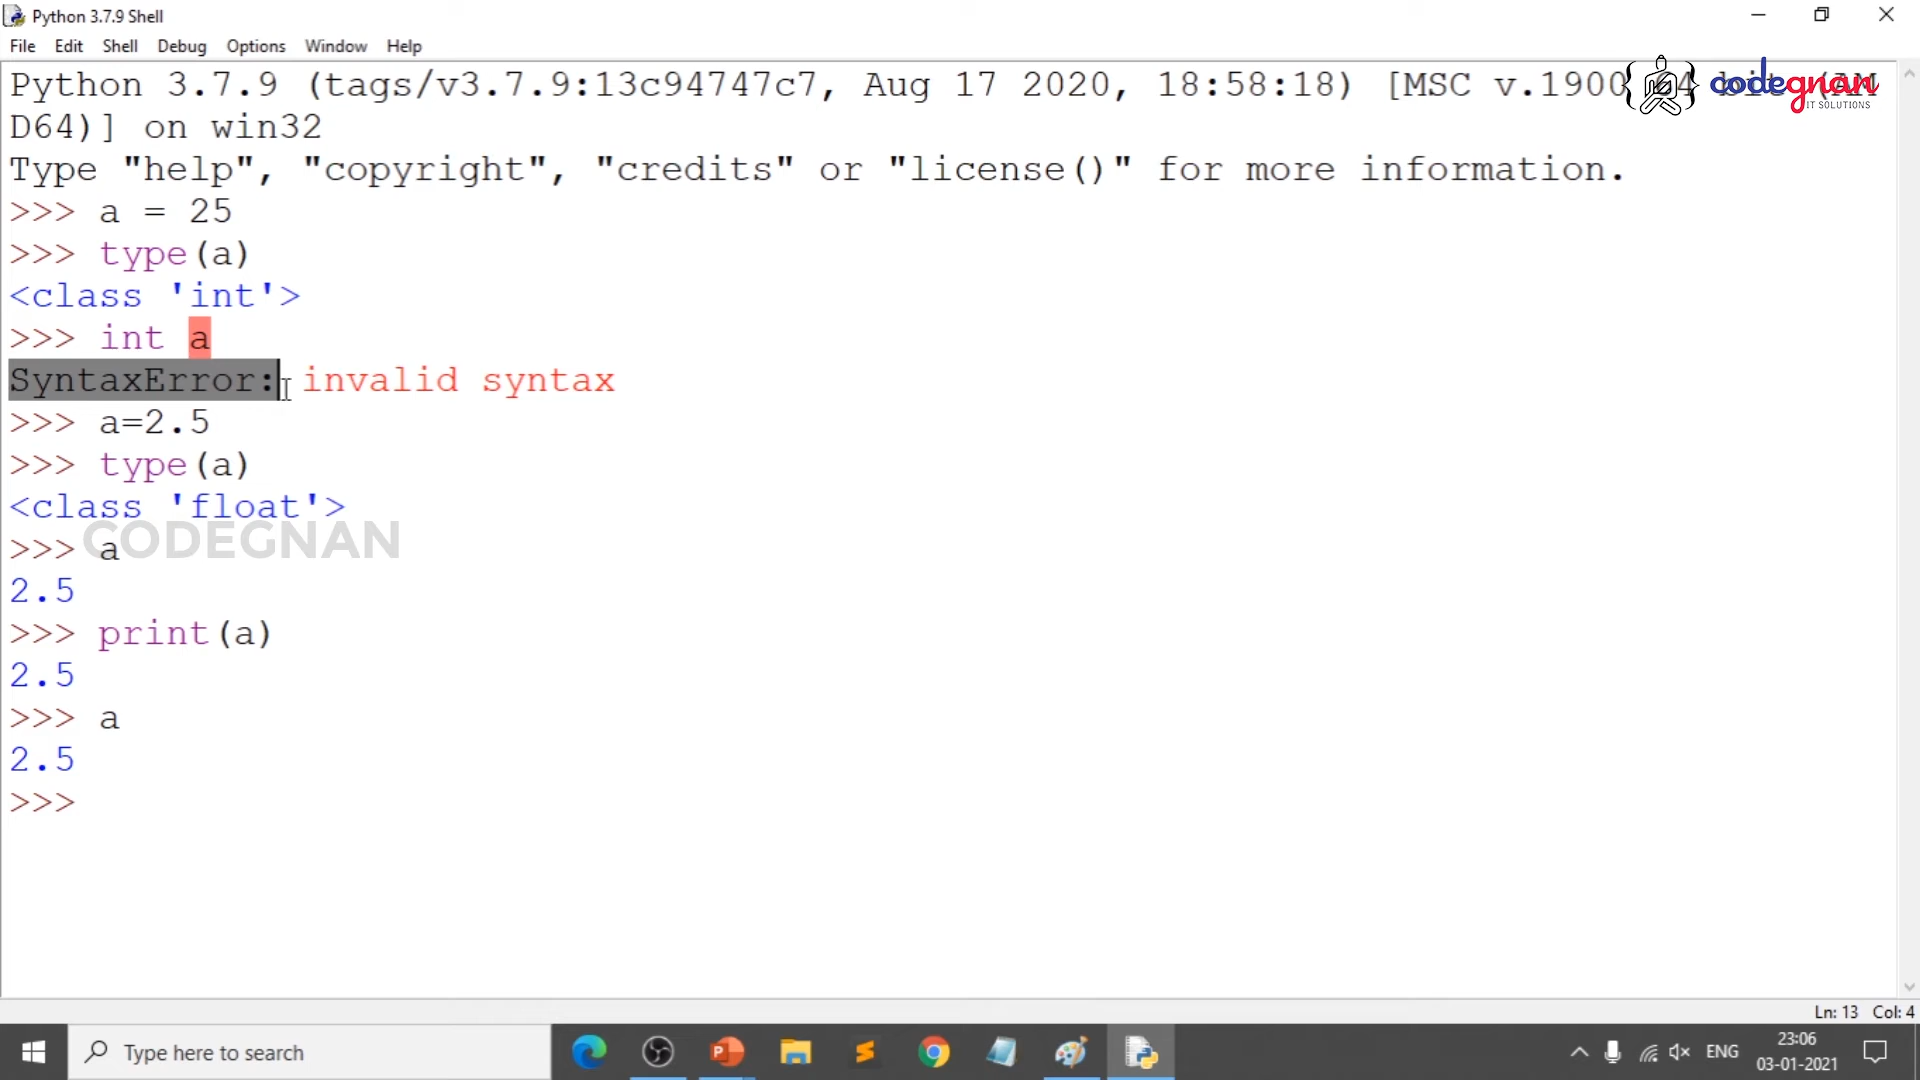 Python 3.7.9 Shell
File Edit Shell Debug Options Window Help
Python 3.7.9 (tags/v3.7.9:13c94747c7, Aug 17 2020, 18:58:18) [MSC v.1900 64 bit (AM
D64)] on win32
codegnan
IT SOLUTIONS
Type "help", "copyright", "credits" or "license()" for more information.
>>> a = 25
>>> type(a)
<class 'int'>
>>> int a
SyntaxError: invalid syntax
>>> a=2.5
>>> type(a)
<class 'float'>
CODEGNAN
>>> a
2.5
>>> print(a)
2.5
>>> a
2.5
>>>
Ln: 13 Col: 4
Type here to search
ENG
23:06
03-01-2021